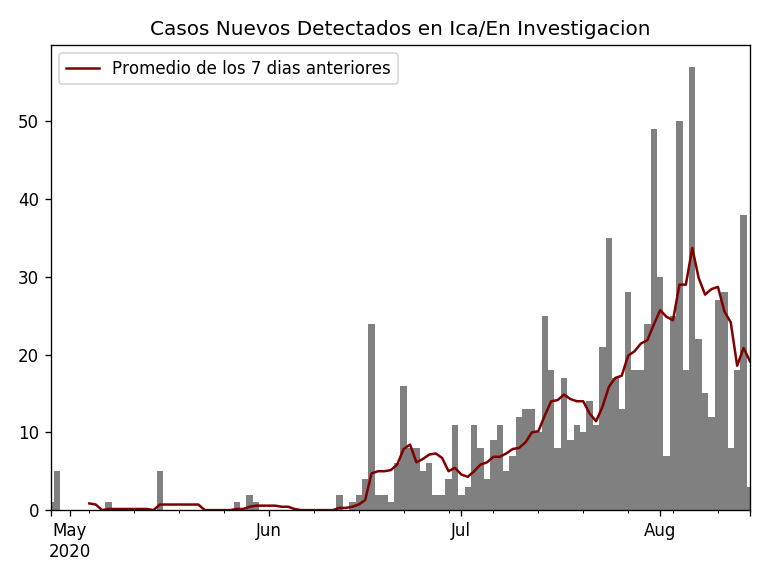 Casos Nuevos Detectados en Ica/En Investigacion
Promedio de los 7 dias anteriores
50
40
30
20
10
0
May Jun Jul Aug
2020